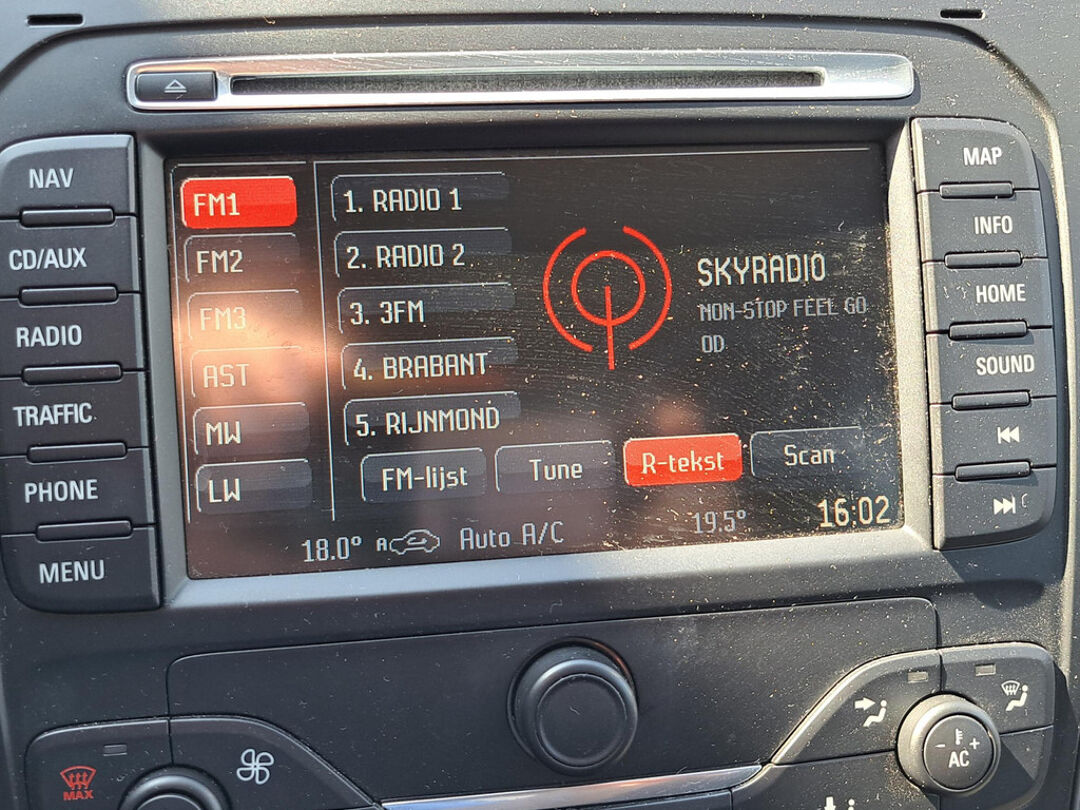 NAV
CD/AUX
RADIO
TRAFFIC
PHONE
MENU
FM1
FM2
FM3
AST
MW
LW
1. RADIO 1
2. RADIO 2
3. 3FM
4. BRABANT
5. RIJNMOND
SKYRADIO
NON-STOP FEEL GO
OD
FM-lijst
Tune
R-tekst
Scan
18.0°
A
Auto A/C
19.5°
16:02
MAP
INFO
HOME
SOUND
MAX
- +
AC